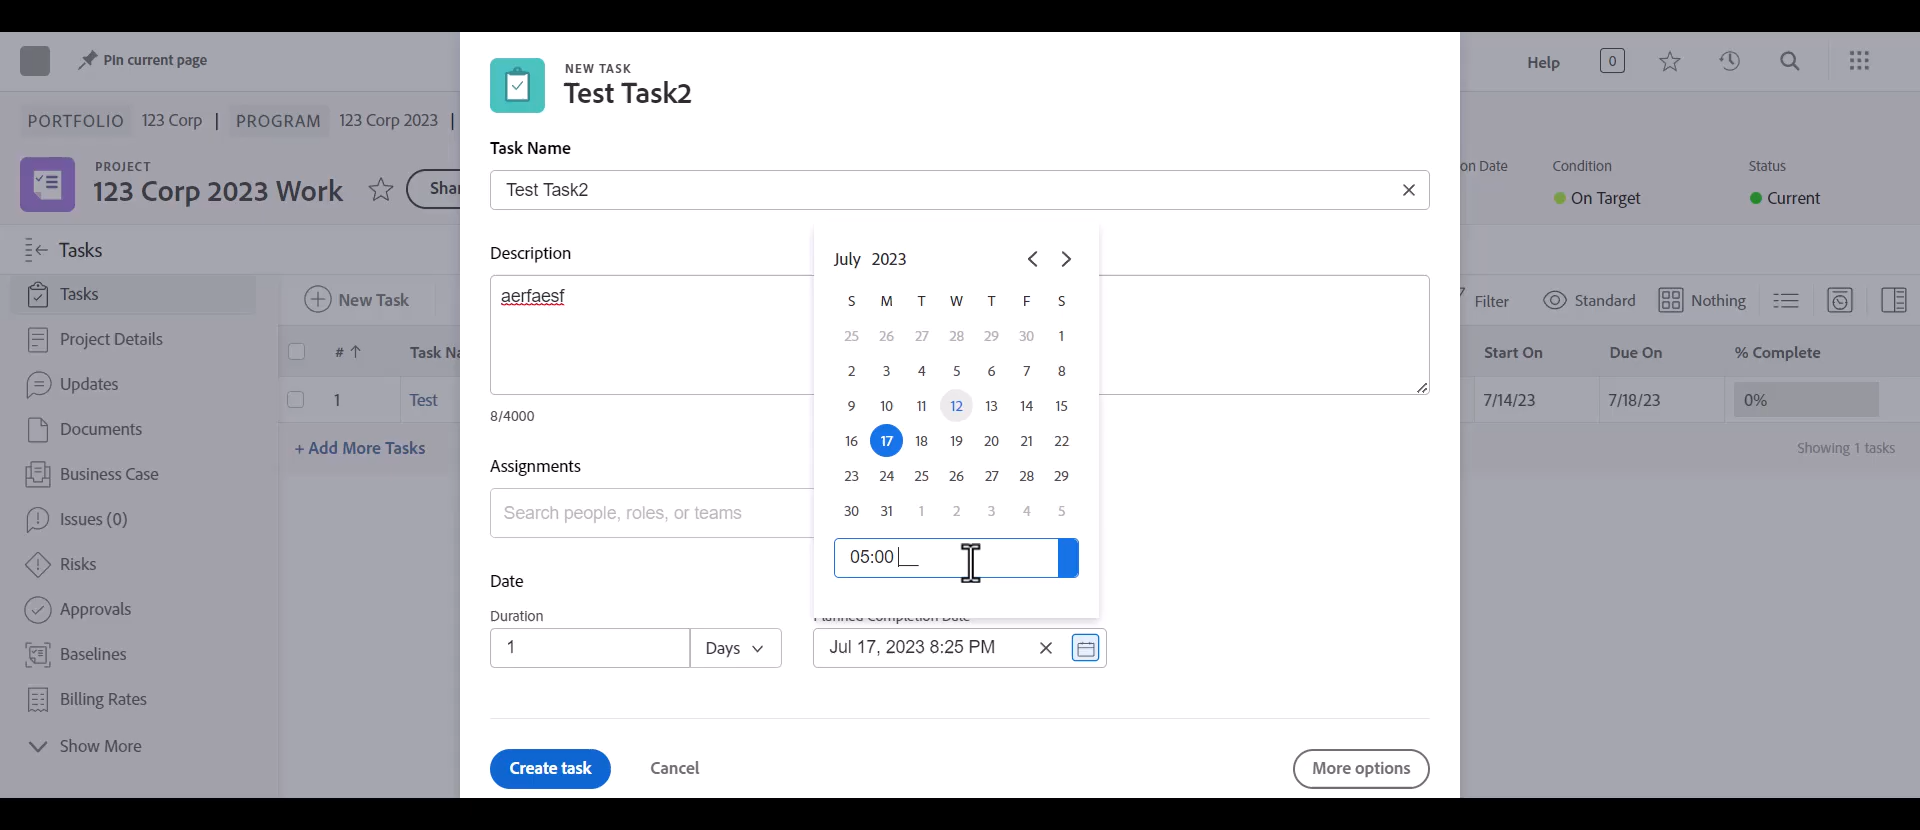 Pin current page
Help
0
PORTFOLIO 123 Corp | PROGRAM 123 Corp 2023 |
PROJECT
123 Corp 2023 Work
Shar
on Date
Condition
Status
On Target
Current
Tasks
Tasks
Project Details
Updates
Documents
Business Case
Issues (0)
Risks
Approvals
Baselines
Billing Rates
Show More
New Task
Filter
Standard
Nothing
# ↑ Task Na
Start On Due On % Complete
1 Test
7/14/23 7/18/23 0%
+ Add More Tasks
Showing 1 tasks
NEW TASK
Test Task2
Task Name
Test Task2
Description
aerfaesf
8/4000
Assignments
Search people, roles, or teams
Date
Duration
1 Days
July 2023
S M T W T F S
25 26 27 28 29 30 1
2 3 4 5 6 7 8
9 10 11 12 13 14 15
16 17 18 19 20 21 22
23 24 25 26 27 28 29
30 31 1 2 3 4 5
05:00 __
Planned Completion Date
Jul 17, 2023 8:25 PM
Create task
Cancel
More options